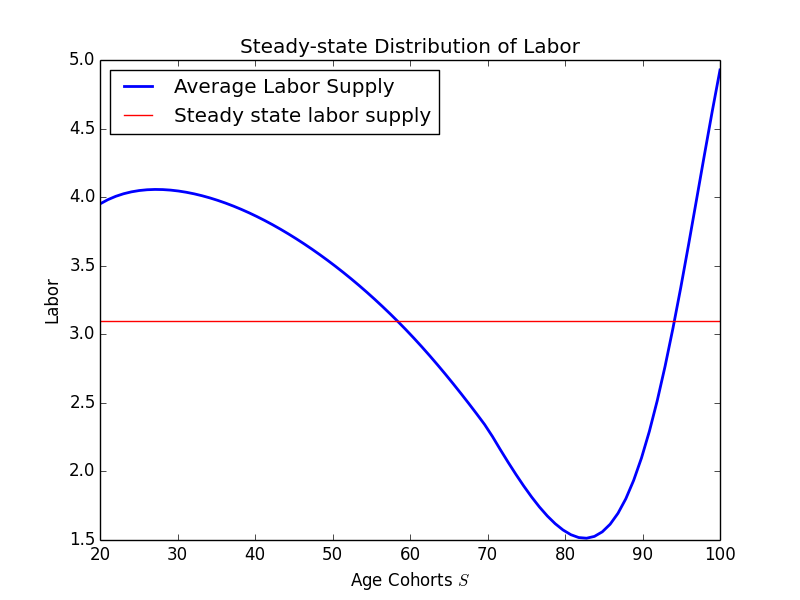 Steady-state Distribution of Labor
Average Labor Supply
Steady state labor supply
Labor
5.0
4.5
4.0
3.5
3.0
2.5
2.0
1.5
20 30 40 50 60 70 80 90 100
Age Cohorts S